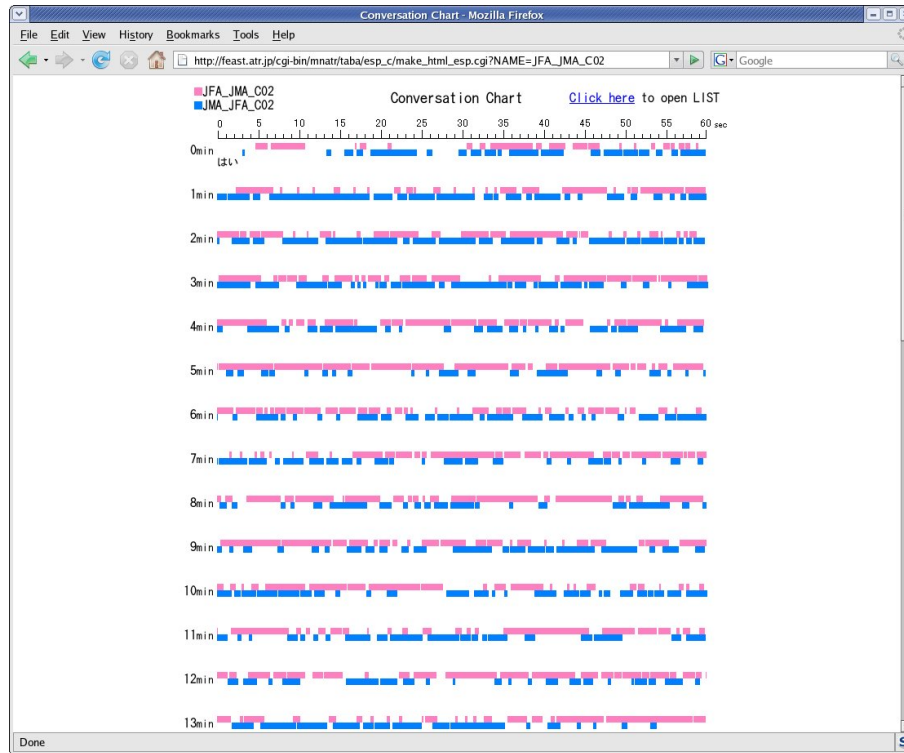 Conversation Chart - Mozilla Firefox
File Edit View History Bookmarks Tools Help
http://feast.atr.jp/cgi-bin/mnatr/taba/esp_c/make_html_esp.cgi?NAME=JFA_JMA_C02
Google
JFA_JMA_C02
JMA_JFA_C02
Conversation Chart
Click here to open LIST
0 5 10 15 20 25 30 35 40 45 50 55 60 sec
0min
はい
1min
2min
3min
4min
5min
6min
7min
8min
9min
10min
11min
12min
13min
Done